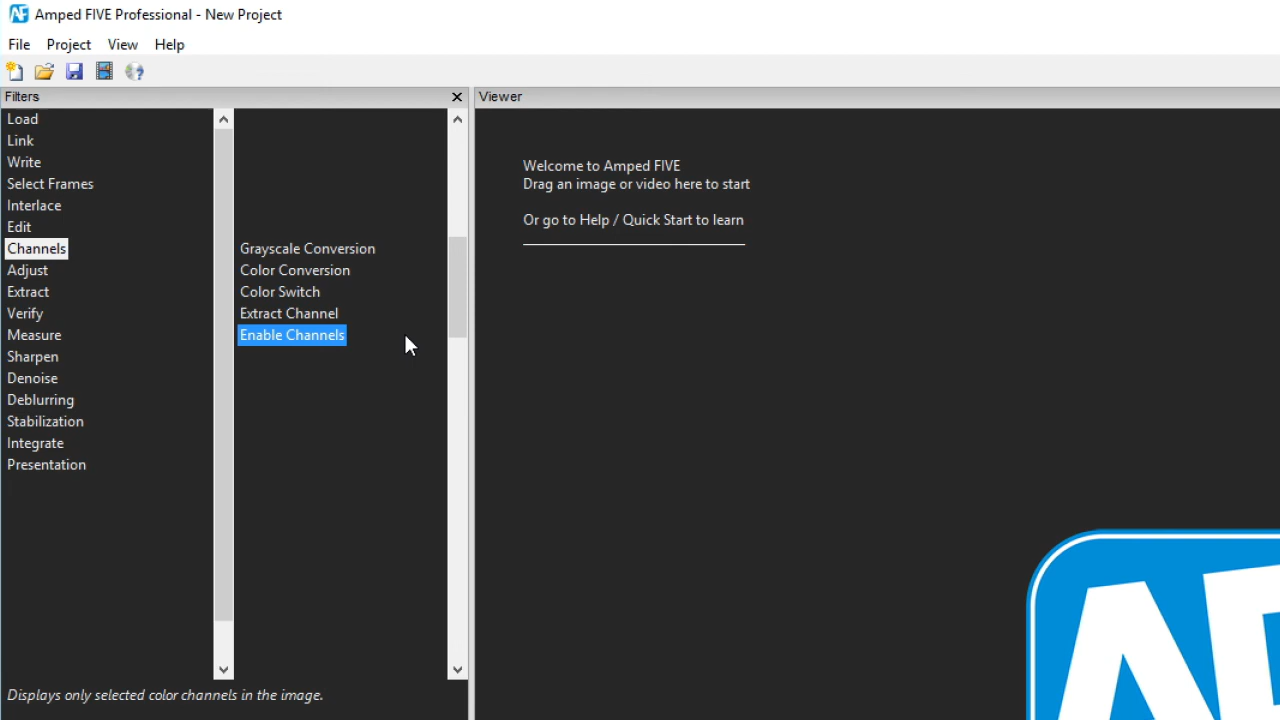 Amped FIVE Professional - New Project
File Project View Help
Filters
Viewer
Load
Link
Write
Select Frames
Interlace
Edit
Channels
Adjust
Extract
Verify
Measure
Sharpen
Denoise
Deblurring
Stabilization
Integrate
Presentation
Grayscale Conversion
Color Conversion
Color Switch
Extract Channel
Enable Channels
Displays only selected color channels in the image.
Welcome to Amped FIVE
Drag an image or video here to start
Or go to Help / Quick Start to learn